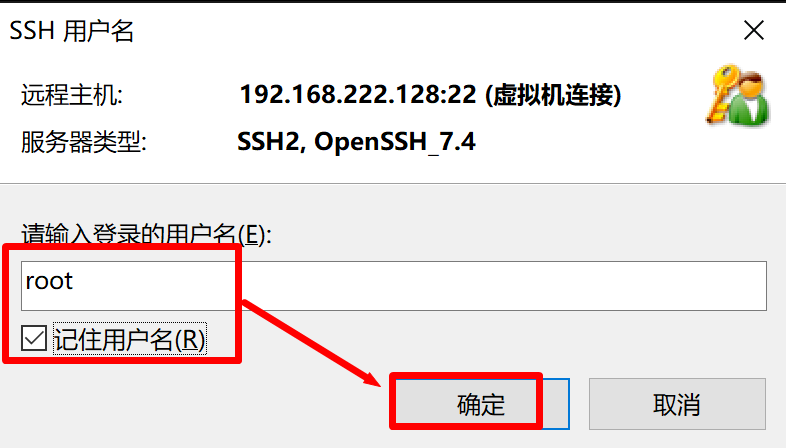 SSH 用户名
远程主机: 192.168.222.128:22 (虚拟机连接)
服务器类型: SSH2, OpenSSH_7.4
请输入登录的用户名(E):
root
记住用户名(R)
确定 取消